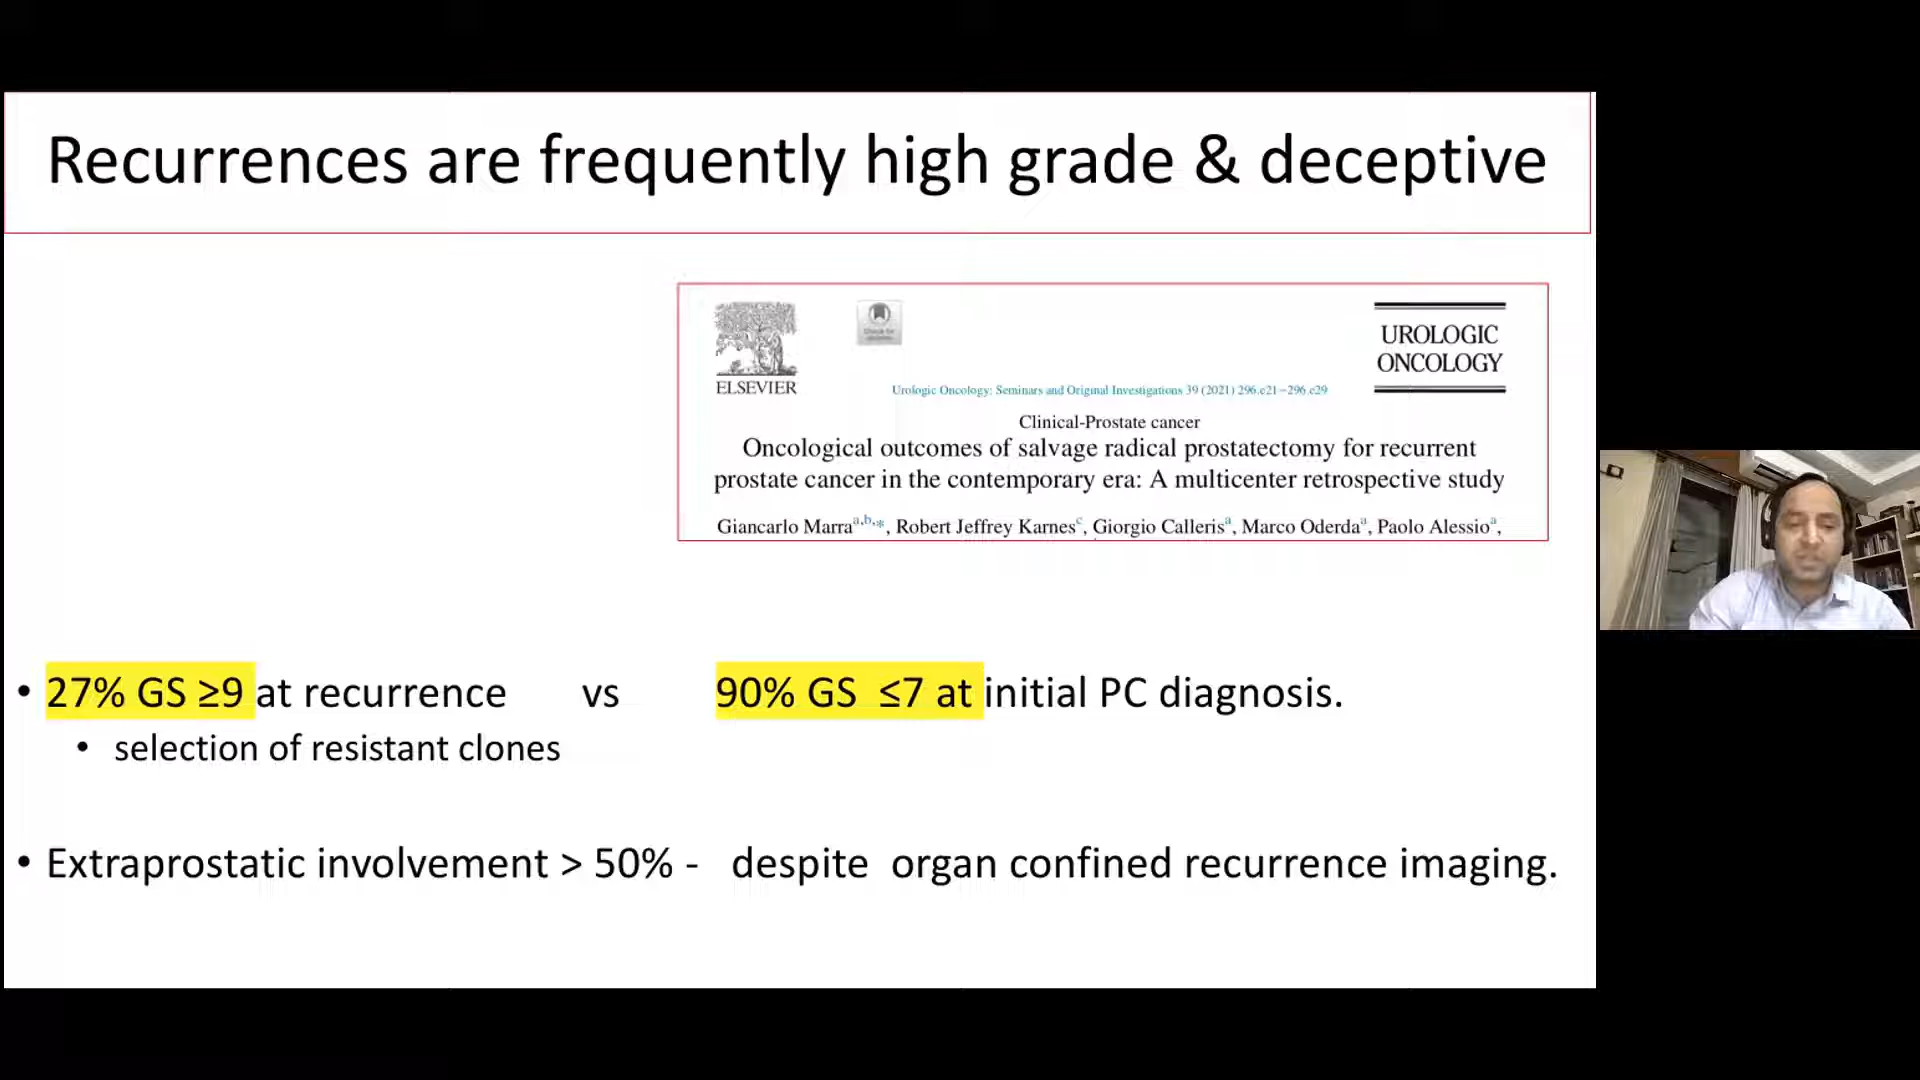 Recurrences are frequently high grade & deceptive
ELSEVIER
UROLOGIC
ONCOLOGY
Urologic Oncology: Seminars and Original Investigations 39 (2021) 296.e21−296.e29
Clinical-Prostate cancer
Oncological outcomes of salvage radical prostatectomy for recurrent
prostate cancer in the contemporary era: A multicenter retrospective study
Giancarlo Marra a,b,*, Robert Jeffrey Karnes c, Giorgio Calleris a, Marco Oderda a, Paolo Alessio a,
• 27% GS ≥9 at recurrence vs 90% GS ≤7 at initial PC diagnosis.
• selection of resistant clones
• Extraprostatic involvement > 50% - despite organ confined recurrence imaging.